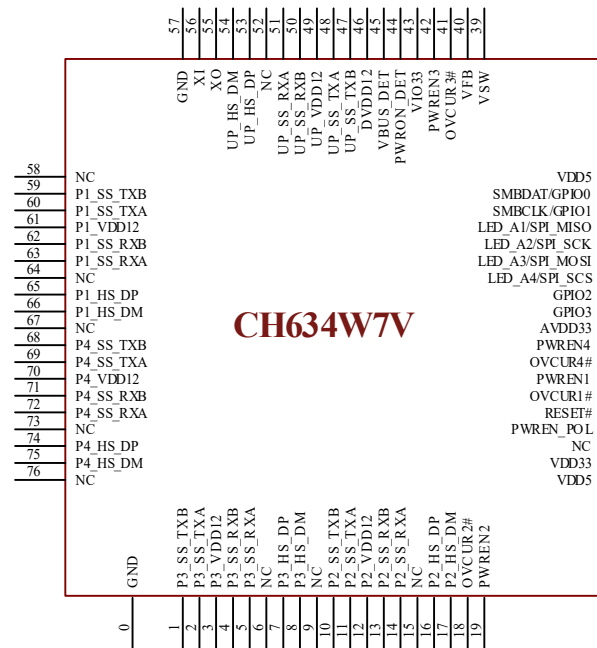 57
56
55
54
53
52
51
50
49
48
47
46
45
44
43
42
41
40
39
GND
XI
XO
UP_HS_DM
UP_HS_DP
NC
UP_SS_RXA
UP_SS_RXB
UP_VDD12
UP_SS_TXA
UP_SS_TXB
DVDD12
VBUS_DET
PWRON_DET
VIO33
PWREN3
OVCUR3#
VFB
VSW
58 NC
59 P1_SS_TXB
60 P1_SS_TXA
61 P1_VDD12
62 P1_SS_RXB
63 P1_SS_RXA
64 NC
65 P1_HS_DP
66 P1_HS_DM
67 NC
68 P4_SS_TXB
69 P4_SS_TXA
70 P4_VDD12
71 P4_SS_RXB
72 P4_SS_RXA
73 NC
74 P4_HS_DP
75 P4_HS_DM
76 NC
CH634W7V
VDD5
SMBDAT/GPIO0
SMBCLK/GPIO1
LED_A1/SPI_MISO
LED_A2/SPI_SCK
LED_A3/SPI_MOSI
LED_A4/SPI_SCS
GPIO2
GPIO3
AVDD33
PWREN4
OVCUR4#
PWREN1
OVCUR1#
RESET#
PWREN_POL
NC
VDD33
VDD5
GND
P3_SS_TXB
P3_SS_TXA
P3_VDD12
P3_SS_RXB
P3_SS_RXA
NC
P3_HS_DP
P3_HS_DM
NC
P2_SS_TXB
P2_SS_TXA
P2_VDD12
P2_SS_RXB
P2_SS_RXA
NC
P2_HS_DP
P2_HS_DM
OVCUR2#
PWREN2
0
1
2
3
4
5
6
7
8
9
10
11
12
13
14
15
16
17
18
19